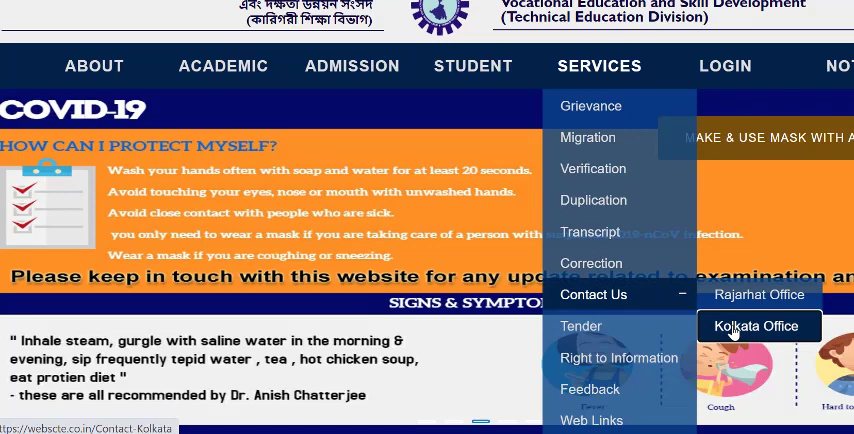 এবং দক্ষতা উন্নয়ন সংসদ
(কারিগরী শিক্ষা বিভাগ)
Vocational Education and Skill Development
(Technical Education Division)
ABOUT ACADEMIC ADMISSION STUDENT SERVICES LOGIN
COVID-19
HOW CAN I PROTECT MYSELF?
Wash your hands often with soap and water for at least 20 seconds.
Avoid touching your eyes, nose or mouth with unwashed hands.
Avoid close contact with people who are sick.
you only need to wear a mask if you are taking care of a person with 2019-nCoV infection.
Wear a mask if you are coughing or sneezing.
Please keep in touch with this website for any update related to examination
SIGNS & SYMPTO
" Inhale steam, gurgle with saline water in the morning &
evening, sip frequently tepid water , tea , hot chicken soup,
eat protien diet "
- these are all recommended by Dr. Anish Chatterjee
Grievance
Migration
Verification
Duplication
Transcript
Correction
Contact Us –
Tender
Right to Information
Feedback
Web Links
Rajarhat Office
Kolkata Office
MAKE & USE MASK WITH A
Fever
Cough
Hard to
ttps://webscte.co.in/Contact-Kolkata